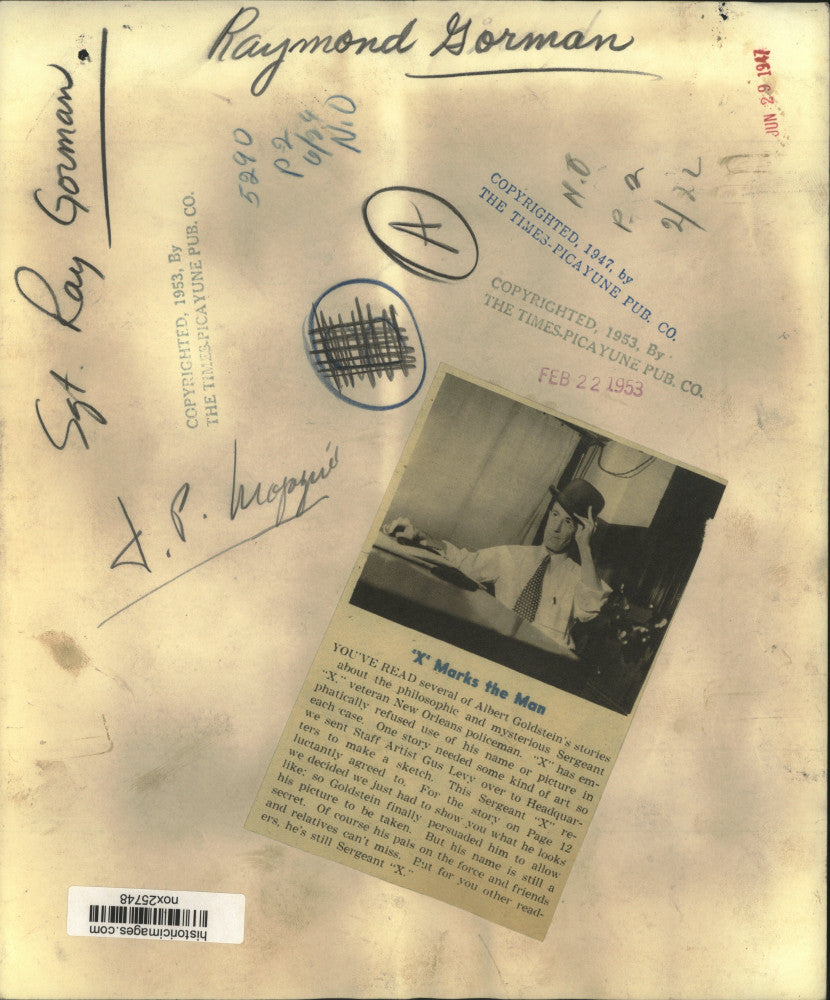 Raymond Gorman
Sgt. Ray Gorman
JUN 29 1947
5290
P2
6/29
N.O
N.O
P. 2
2/22
A
COPYRIGHTED, 1947, by
THE TIMES-PICAYUNE PUB. CO.
COPYRIGHTED, 1953, By
THE TIMES-PICAYUNE PUB. CO.
COPYRIGHTED, 1953, By
THE TIMES-PICAYUNE PUB. CO.
FEB 22 1953
'X' Marks the Man
YOU'VE READ several of Albert Goldstein's stories
about the philosophic and mysterious Sergeant
"X," veteran New Orleans policeman. "X" has em-
phatically refused use of his name or picture in
each case. One story needed some kind of art so
we sent Staff Artist Gus Levy over to Headquar-
ters to make a sketch. This Sergeant "X" re-
luctantly agreed to. For the story on Page 12
we decided we just had to show you what he looks
like; so Goldstein finally persuaded him to allow
his picture to be taken. But his name is still a
secret. Of course his pals on the force and friends
and relatives can't miss. But for you other read-
ers, he's still Sergeant "X."
historicimages.com
nox25748